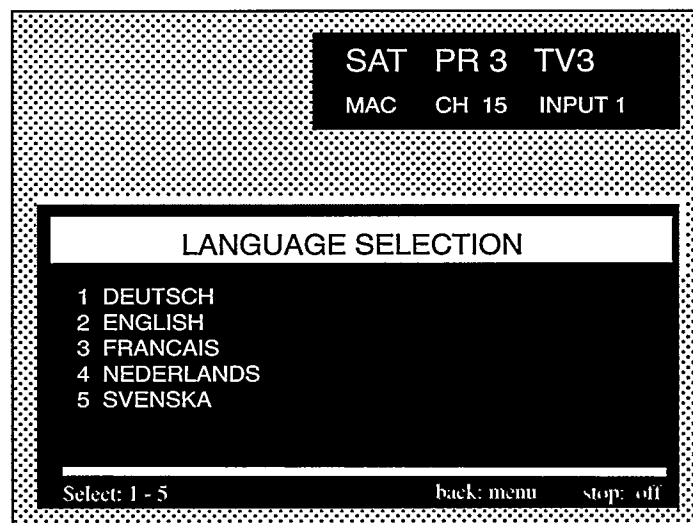 SAT PR 3 TV3
MAC CH 15 INPUT 1
LANGUAGE SELECTION
1 DEUTSCH
2 ENGLISH
3 FRANCAIS
4 NEDERLANDS
5 SVENSKA
Select: 1 - 5 back: menu stop: off